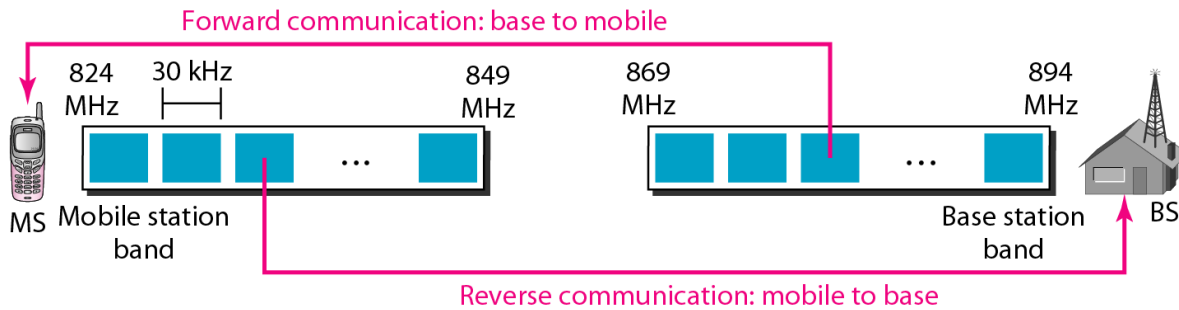 Forward communication: base to mobile
824
MHz
30 kHz
849
MHz
869
MHz
894
MHz
...
...
MS
Mobile station
band
Base station
band
BS
Reverse communication: mobile to base